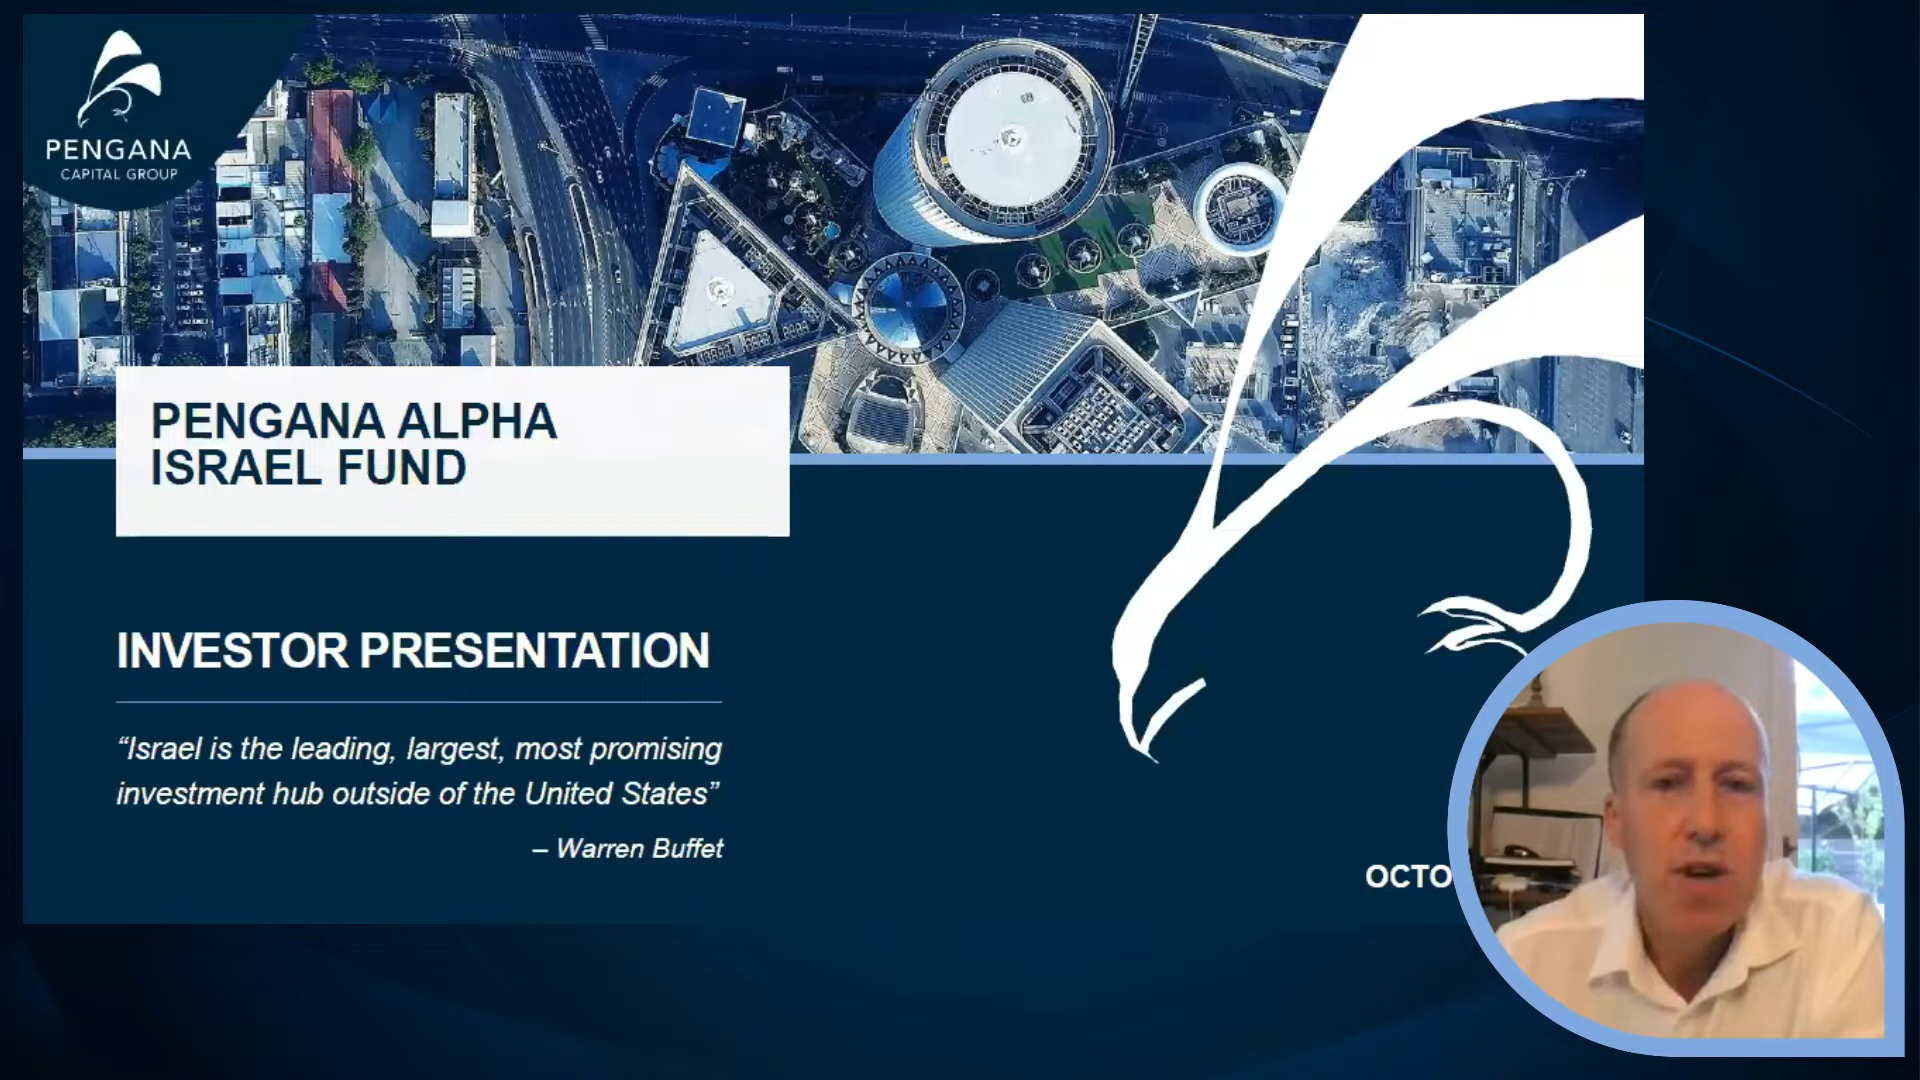 PENGANA
CAPITAL GROUP
PENGANA ALPHA
ISRAEL FUND
INVESTOR PRESENTATION
“Israel is the leading, largest, most promising
investment hub outside of the United States”
– Warren Buffet
OCTO